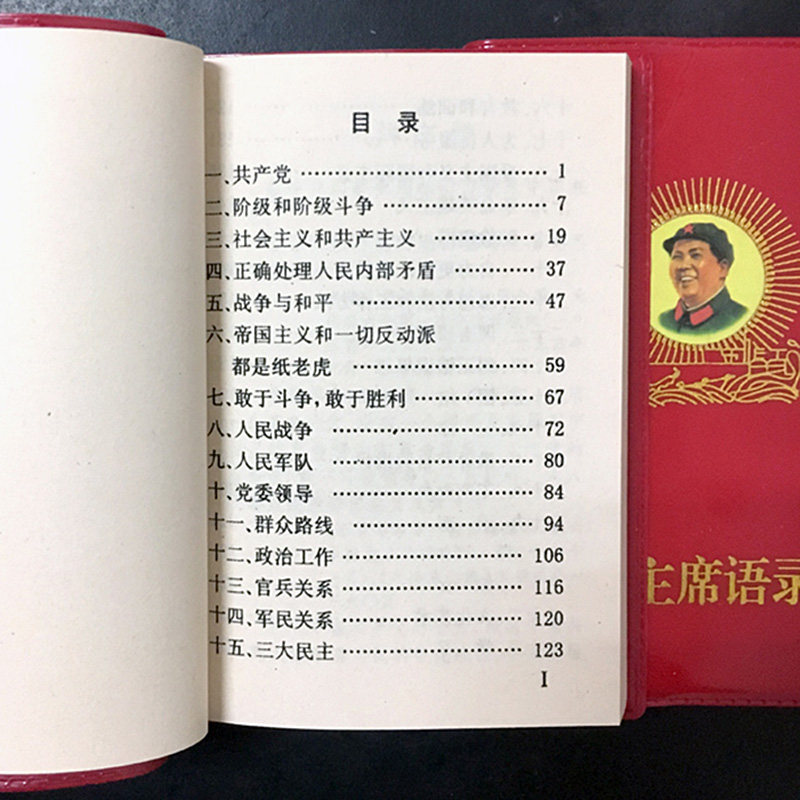 目录
一、共产党 …………………… 1
二、阶级和阶级斗争 …………………… 7
三、社会主义和共产主义 …………………… 19
四、正确处理人民内部矛盾 …………………… 37
五、战争与和平 …………………… 47
六、帝国主义和一切反动派
都是纸老虎 …………………… 59
七、敢于斗争,敢于胜利 …………………… 67
八、人民战争 …………………… 72
九、人民军队 …………………… 80
十、党委领导 …………………… 84
十一、群众路线 …………………… 94
十二、政治工作 …………………… 106
十三、官兵关系 …………………… 116
十四、军民关系 …………………… 120
十五、三大民主 …………………… 123
I
主席语录